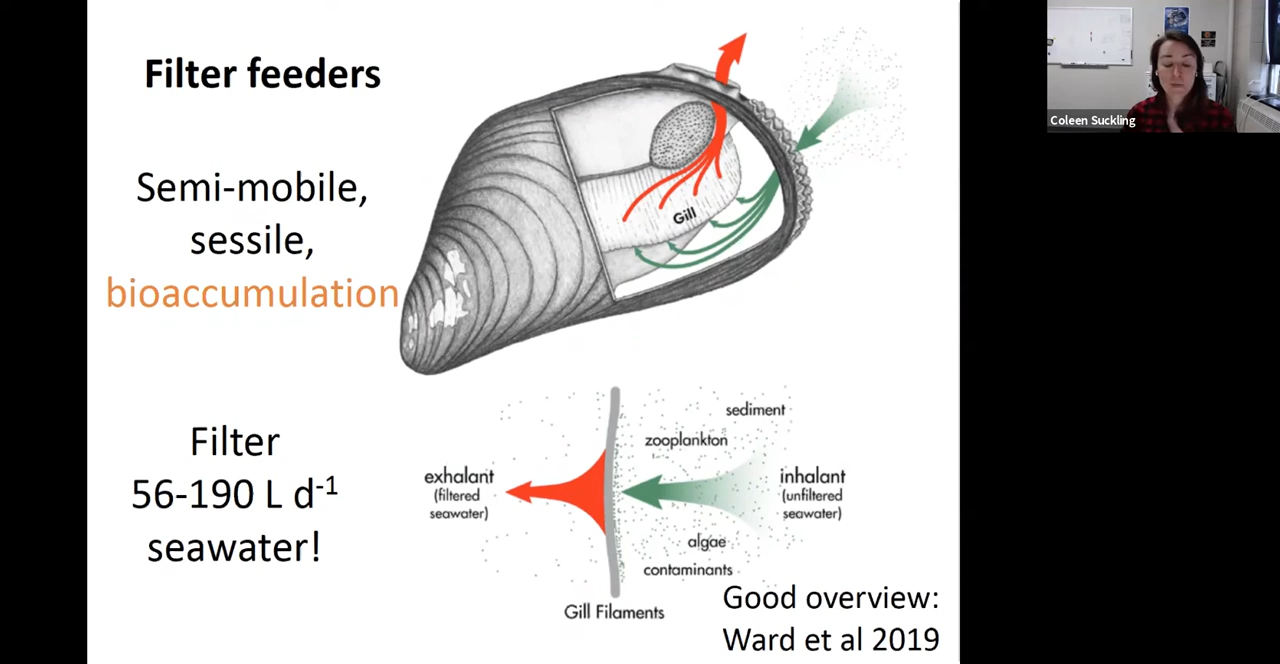 Filter feeders
Semi-mobile,
sessile,
bioaccumulation
Gill
Filter
56-190 L d-1
seawater!
sediment
zooplankton
exhalant
(filtered
seawater)
inhalant
(unfiltered
seawater)
algae
contaminants
Gill Filaments
Good overview:
Ward et al 2019
Coleen Suckling